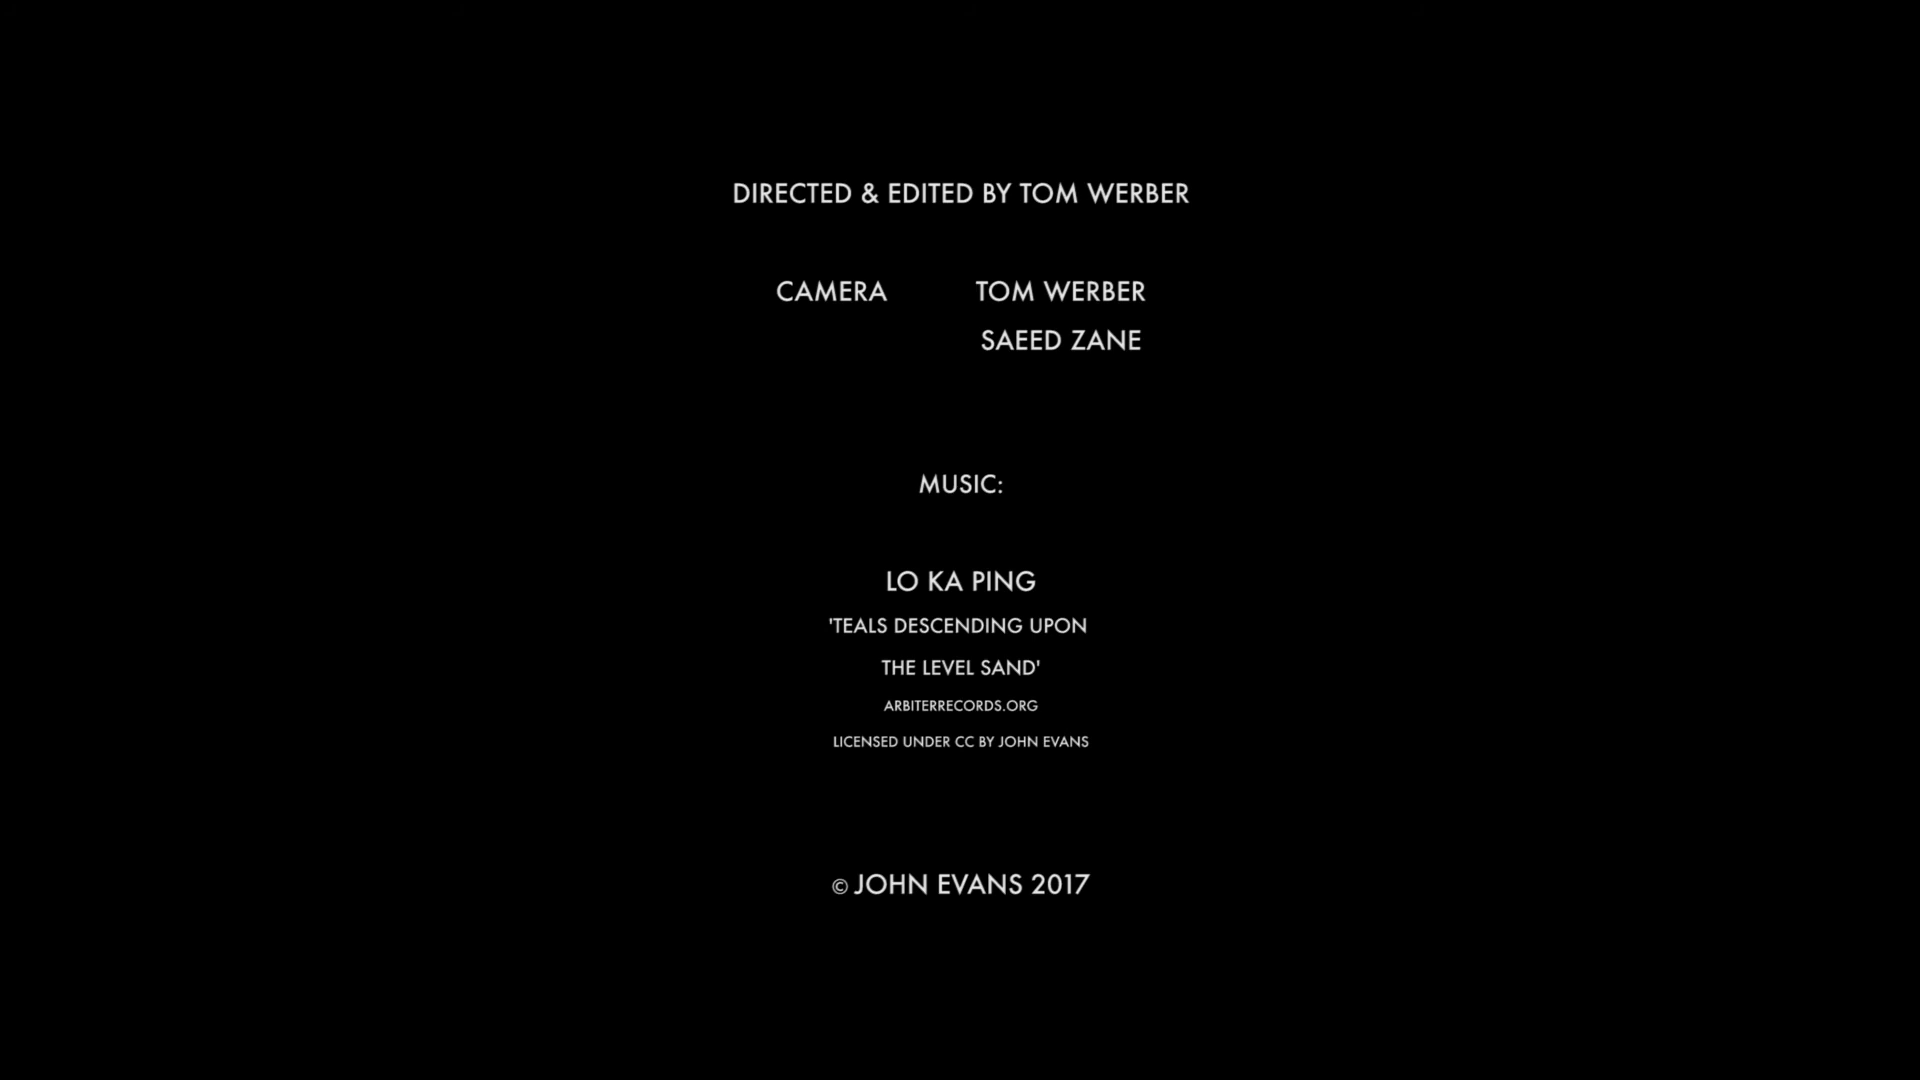 DIRECTED & EDITED BY TOM WERBER
CAMERA TOM WERBER
SAEED ZANE
MUSIC:
LO KA PING
'TEALS DESCENDING UPON
THE LEVEL SAND'
ARBITERRECORDS.ORG
LICENSED UNDER CC BY JOHN EVANS
© JOHN EVANS 2017